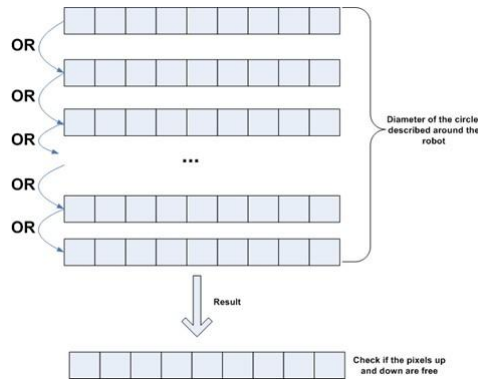 OR
OR
OR
OR
OR
...
Diameter of the circle
described around the
robot
Result
Check if the pixels up
and down are free